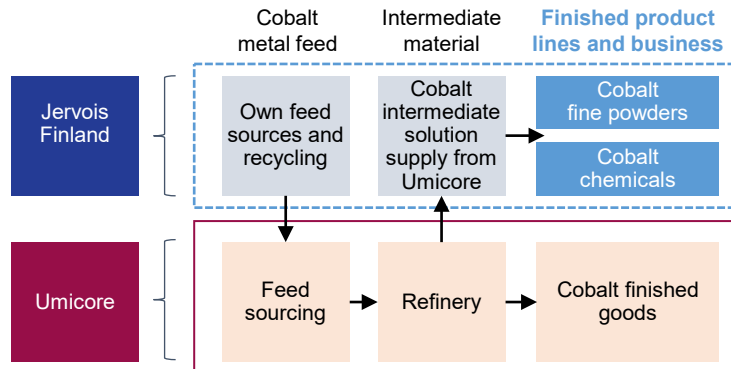 Cobalt
metal feed
Intermediate
material
Finished product
lines and business
Jervois
Finland
Own feed
sources and
recycling
Cobalt
intermediate
solution
supply from
Umicore
Cobalt
fine powders
Cobalt
chemicals
Umicore
Feed
sourcing
Refinery
Cobalt finished
goods